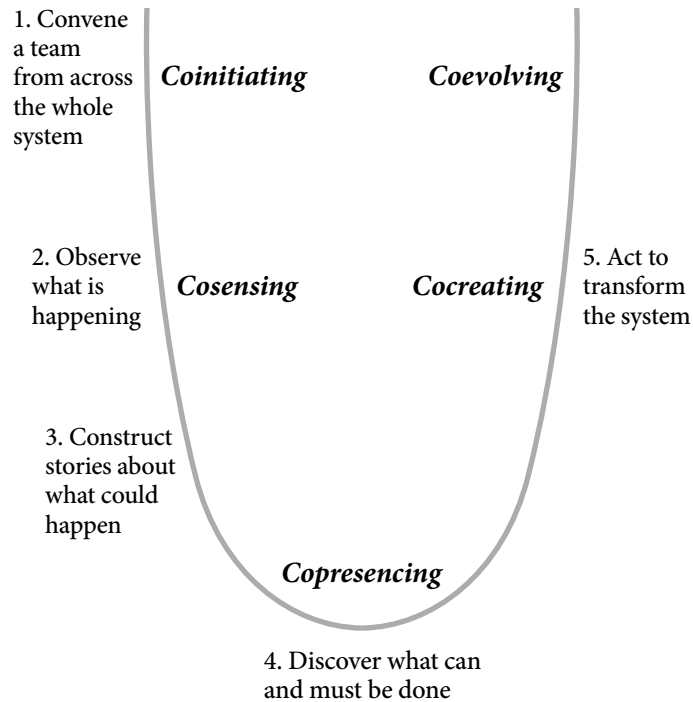 1. Convene
a team
from across
the whole
system
Coinitiating
Coevolving
2. Observe
what is
happening
Cosensing
Cocreating
5. Act to
transform
the system
3. Construct
stories about
what could
happen
Copresencing
4. Discover what can
and must be done